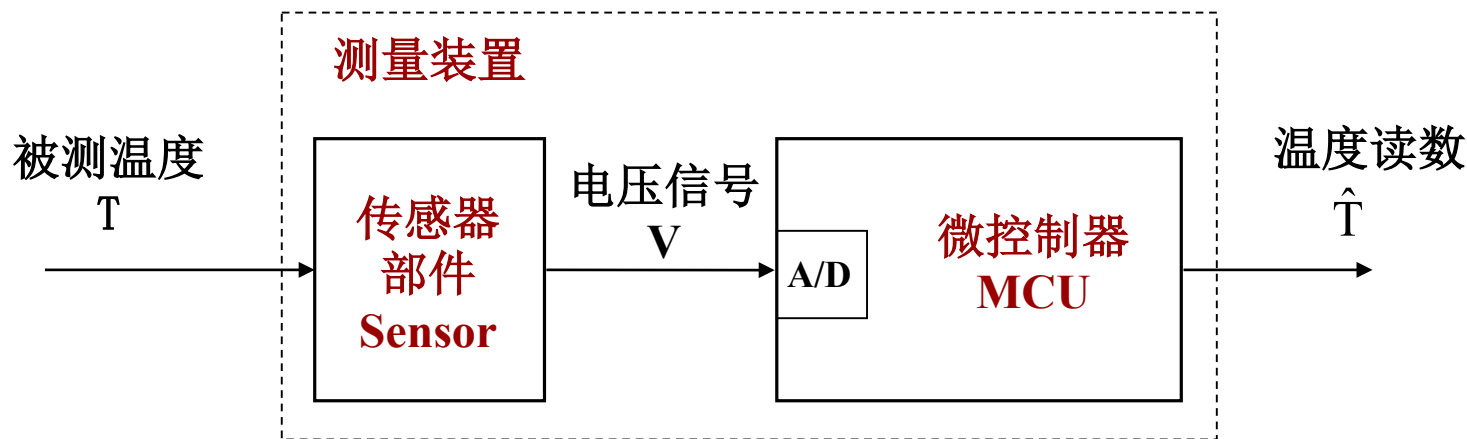 测量装置
被测温度
T
传感器
部件
Sensor
电压信号
V
A/D
微控制器
MCU
温度读数
T̂